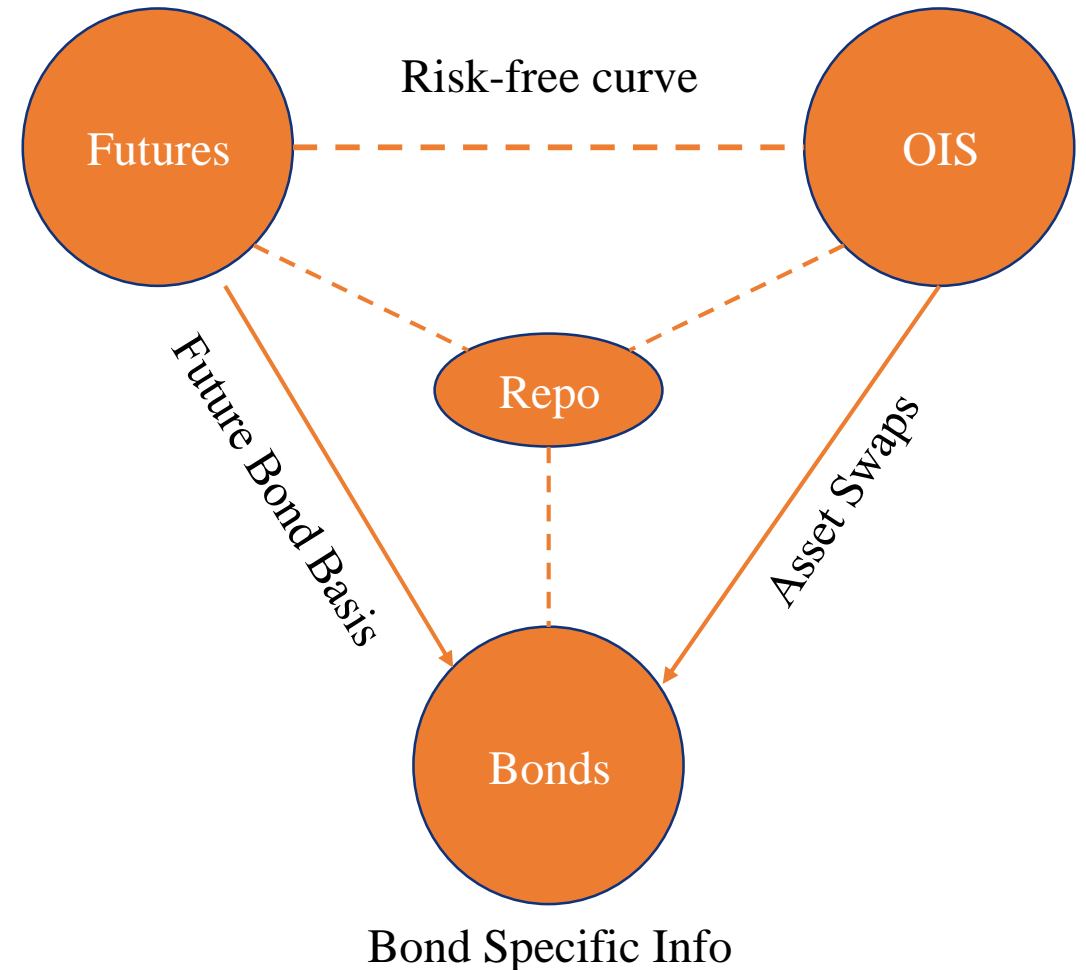 Risk-free curve
Futures
OIS
Repo
Future Bond Basis
Asset Swaps
Bonds
Bond Specific Info